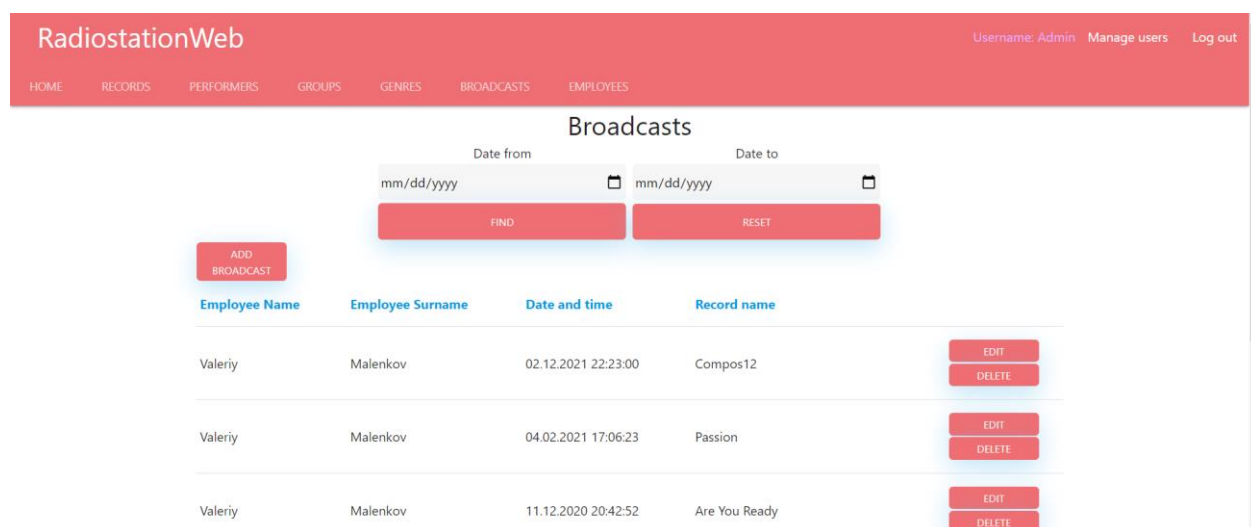 RadiostationWeb
Username: Admin Manage users Log out
HOME RECORDS PERFORMERS GROUPS GENRES BROADCASTS EMPLOYEES
Broadcasts
Date from Date to
mm/dd/yyyy mm/dd/yyyy
FIND RESET
ADD
BROADCAST
Employee Name Employee Surname Date and time Record name
Valeriy Malenkov 02.12.2021 22:23:00 Compos12
EDIT
DELETE
Valeriy Malenkov 04.02.2021 17:06:23 Passion
EDIT
DELETE
Valeriy Malenkov 11.12.2020 20:42:52 Are You Ready
EDIT
DELETE